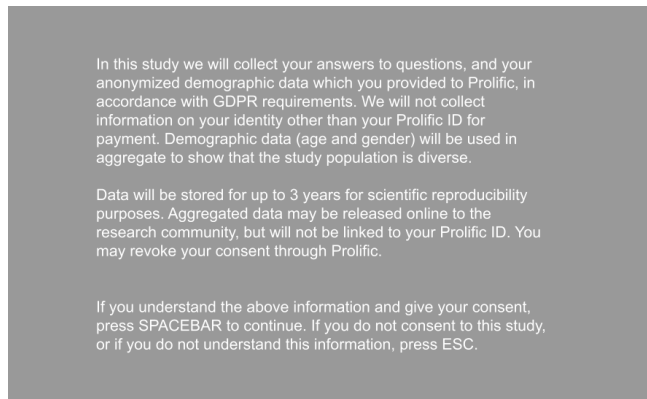 In this study we will collect your answers to questions, and your
anonymized demographic data which you provided to Prolific, in
accordance with GDPR requirements. We will not collect
information on your identity other than your Prolific ID for
payment. Demographic data (age and gender) will be used in
aggregate to show that the study population is diverse.
Data will be stored for up to 3 years for scientific reproducibility
purposes. Aggregated data may be released online to the
research community, but will not be linked to your Prolific ID. You
may revoke your consent through Prolific.
If you understand the above information and give your consent,
press SPACEBAR to continue. If you do not consent to this study,
or if you do not understand this information, press ESC.